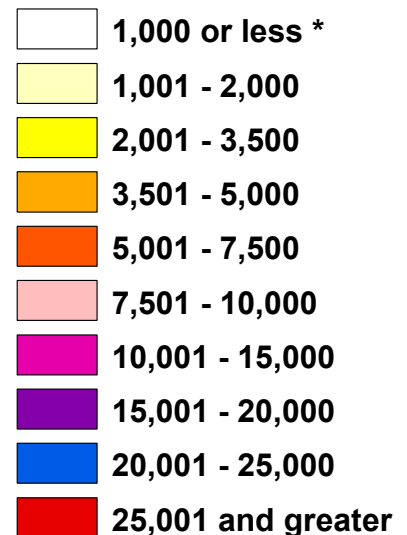 1,000 or less *
1,001 - 2,000
2,001 - 3,500
3,501 - 5,000
5,001 - 7,500
7,501 - 10,000
10,001 - 15,000
15,001 - 20,000
20,001 - 25,000
25,001 and greater